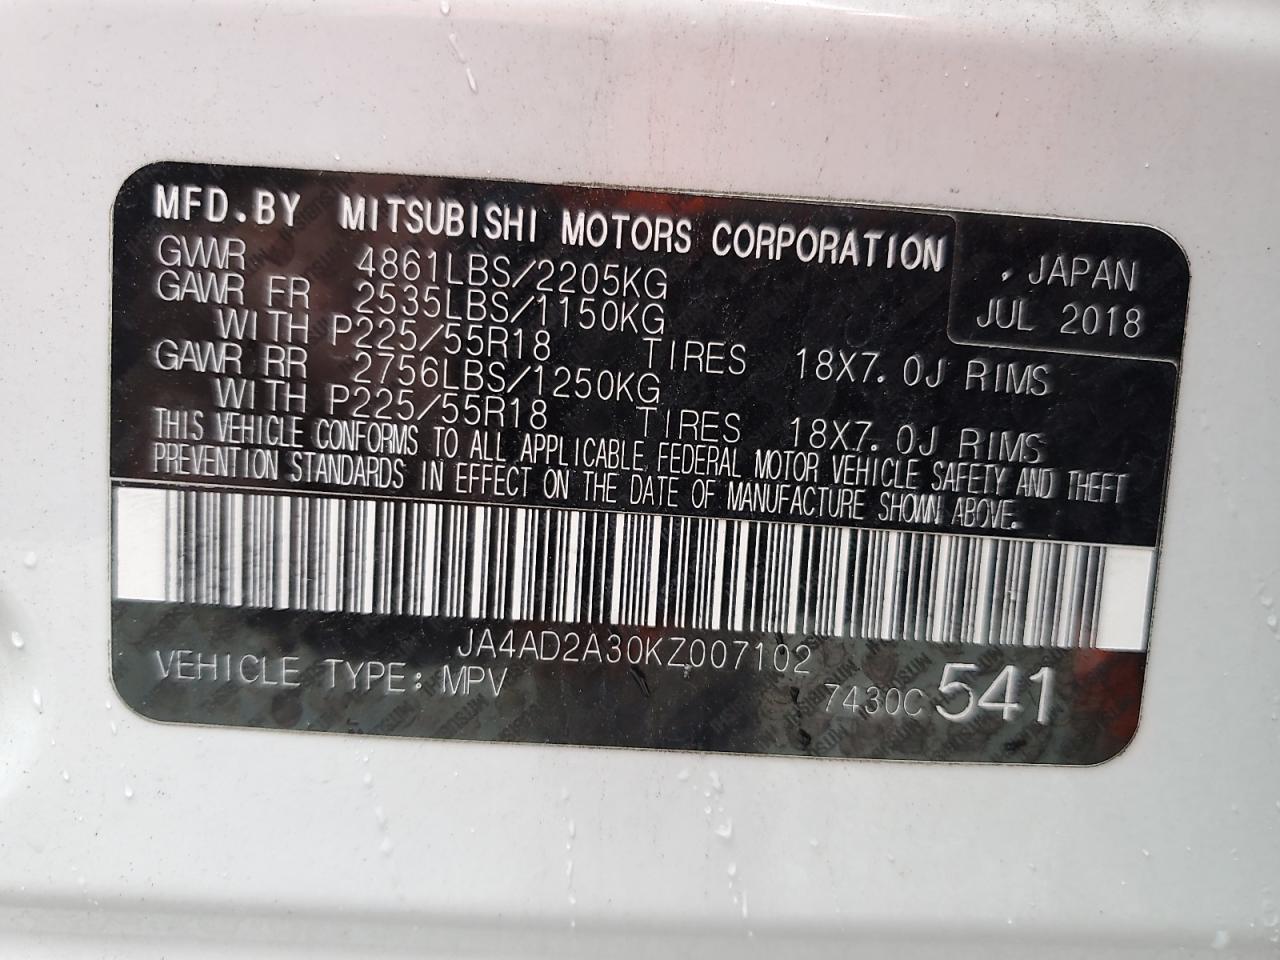 MFD.BY MITSUBISHI MOTORS CORPORATION
. JAPAN
JUL 2018
GVWR 4861LBS/2205KG
GAWR FR 2535LBS/1150KG
WITH P225/55R18 TIRES 18X7.0J RIMS
GAWR RR 2756LBS/1250KG
WITH P225/55R18 TIRES 18X7.0J RIMS
THIS VEHICLE CONFORMS TO ALL APPLICABLE FEDERAL MOTOR VEHICLE SAFETY AND THEFT
PREVENTION STANDARDS IN EFFECT ON THE DATE OF MANUFACTURE SHOWN ABOVE.
JA4AD2A30KZ007102
VEHICLE TYPE: MPV
7430C 541